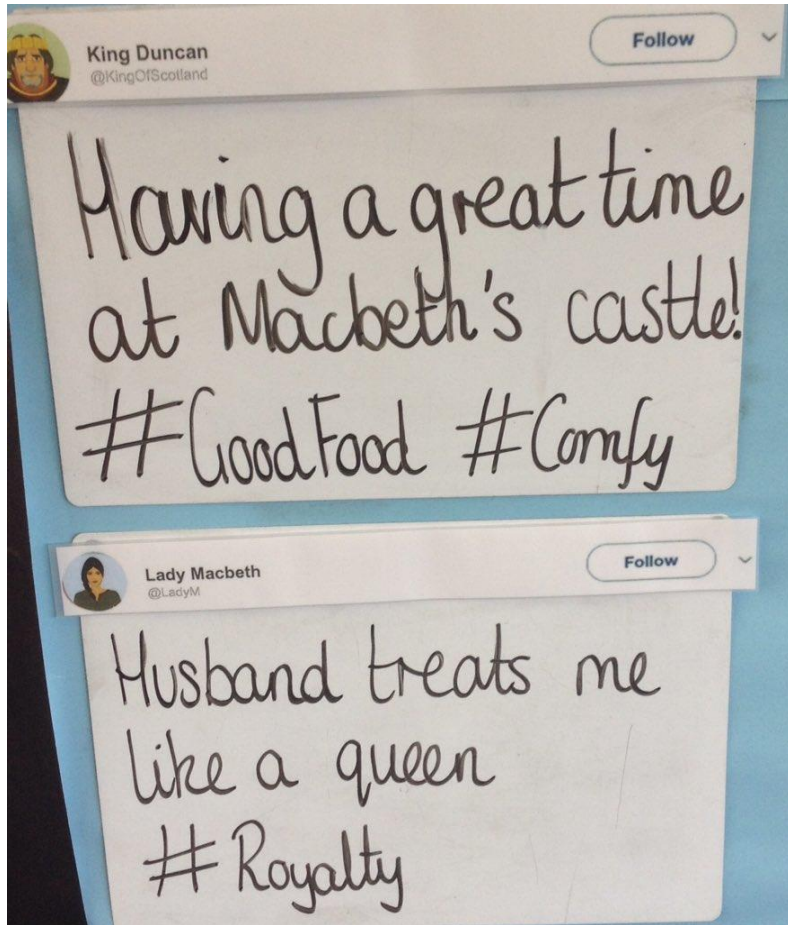 King Duncan
@KingOfScotland
Follow
Having a great time
at Macbeth's castle!
#GoodFood #Comfy
Lady Macbeth
@LadyM
Follow
Husband treats me
like a queen
#Royalty